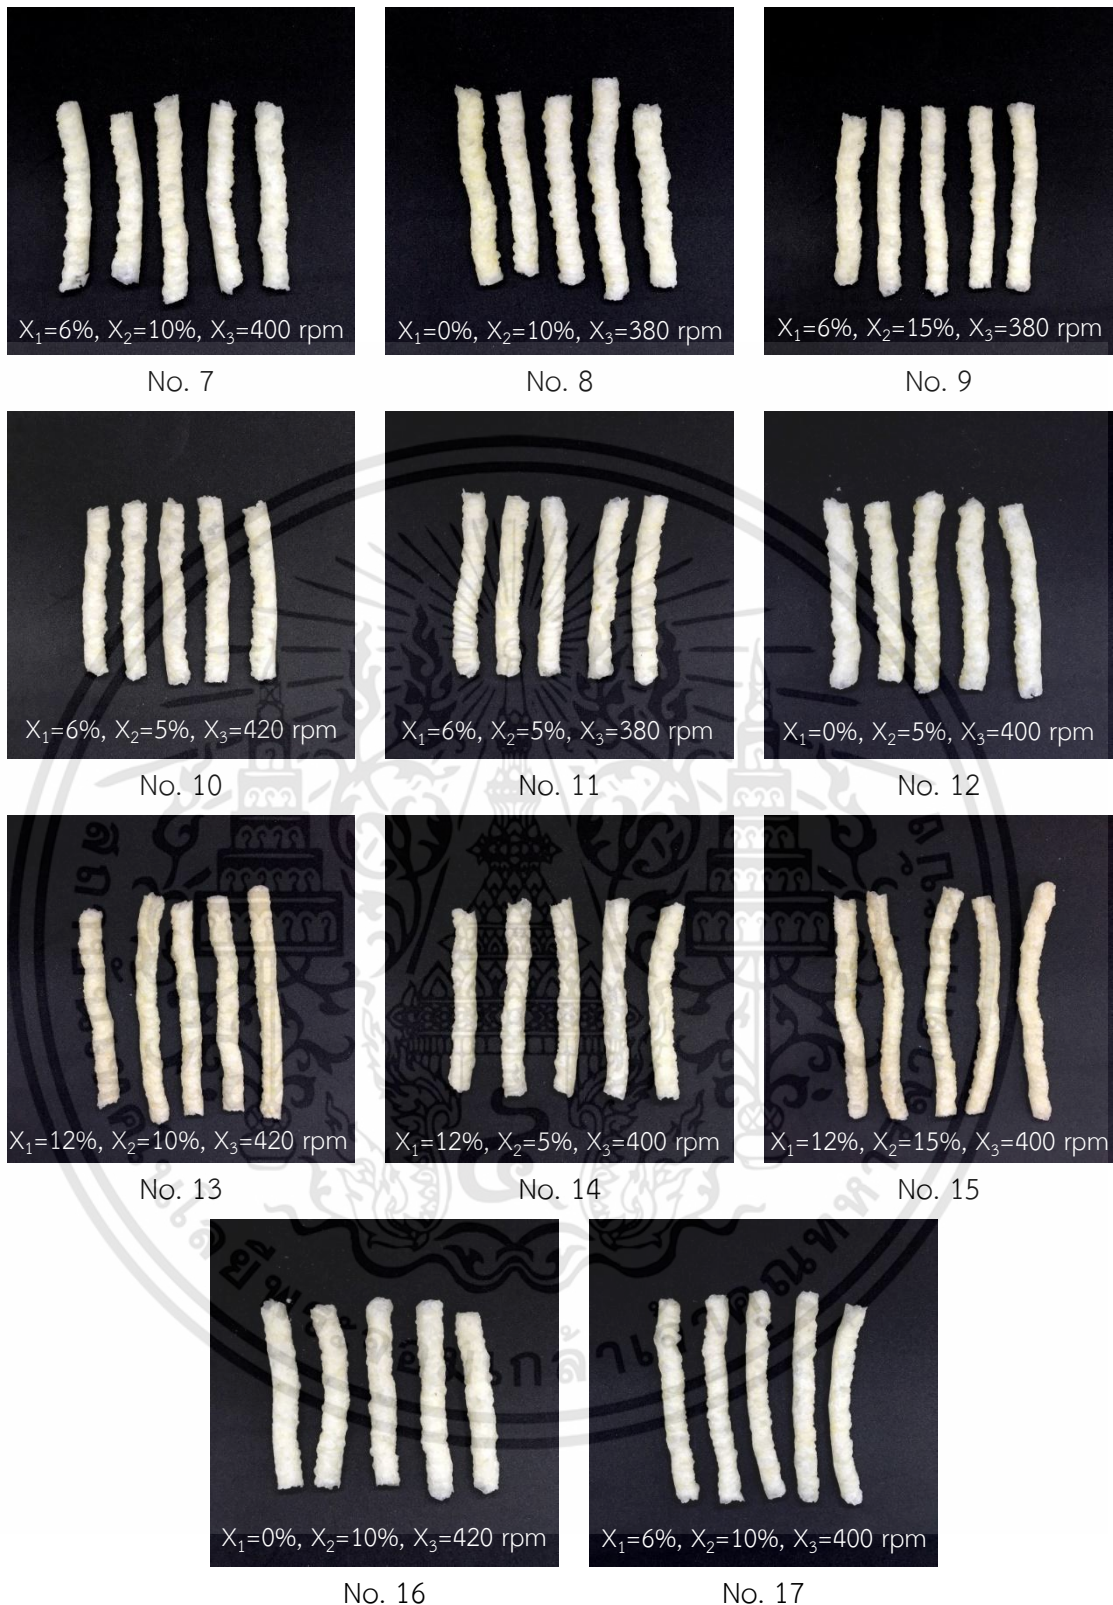 X₁=6%, X₂=10%, X₃=400 rpm
X₁=0%, X₂=10%, X₃=380 rpm
X₁=6%, X₂=15%, X₃=380 rpm
No. 7
No. 8
No. 9
X₁=6%, X₂=5%, X₃=420 rpm
X₁=6%, X₂=5%, X₃=380 rpm
X₁=0%, X₂=5%, X₃=400 rpm
No. 10
No. 11
No. 12
X₁=12%, X₂=10%, X₃=420 rpm
X₁=12%, X₂=5%, X₃=400 rpm
X₁=12%, X₂=15%, X₃=400 rpm
No. 13
No. 14
No. 15
X₁=0%, X₂=10%, X₃=420 rpm
X₁=6%, X₂=10%, X₃=400 rpm
No. 16
No. 17